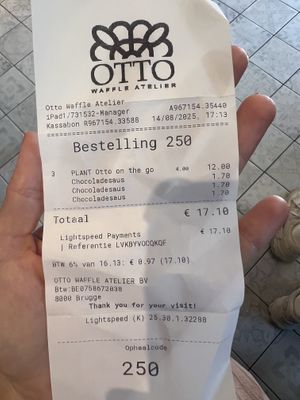 OTTO
WAFFLE ATELIER
Otto Waffle Atelier A967154.35440
iPad1/731532-Manager
Kassabon R967154.33588 14/08/2025, 17:13
Bestelling 250
3 PLANT Otto on the go 4.00 12.00
Chocoladesaus 1.70
Chocoladesaus 1.70
Chocoladesaus 1.70
Totaal € 17.10
Lightspeed Payments € 17.10
| Referentie LVKBYVOCQKQF
BTW 6% van 16.13: € 0.97 (17.10)
OTTO WAFFLE ATELIER BV
Btw:BE0758672038
8000 Brugge
Thank you for your visit!
Lightspeed (K) 25.30.1.32290
Ophaalcode
250